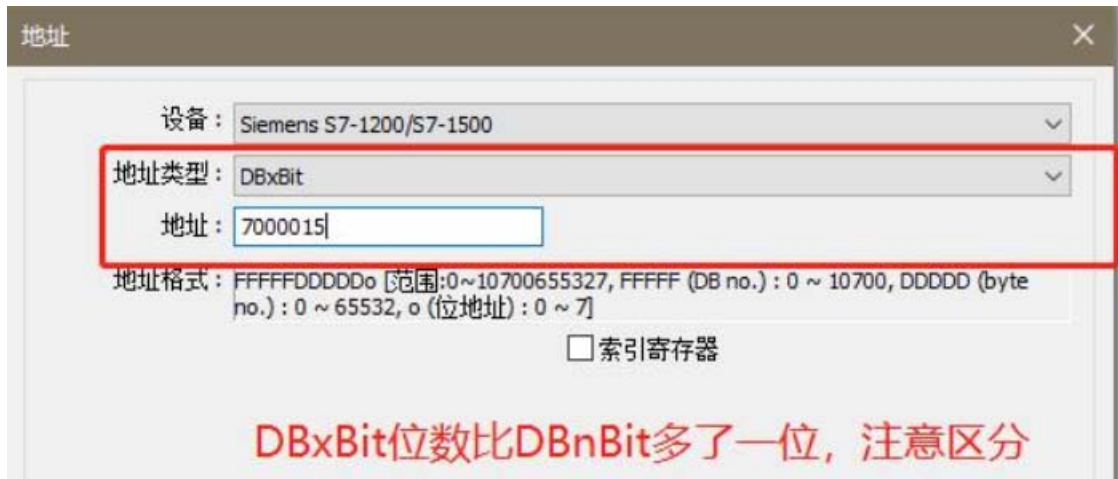 地址
设备：Siemens S7-1200/S7-1500
地址类型：DBxBit
地址：7000015
地址格式：FFFFFDDDDDo [范围:0~10700655327, FFFFF (DB no.) : 0 ~ 10700, DDDDD (byte
no.) : 0 ~ 65532, o (位地址) : 0 ~ 7]
索引寄存器
DBxBit位数比DBnBit多了一位，注意区分